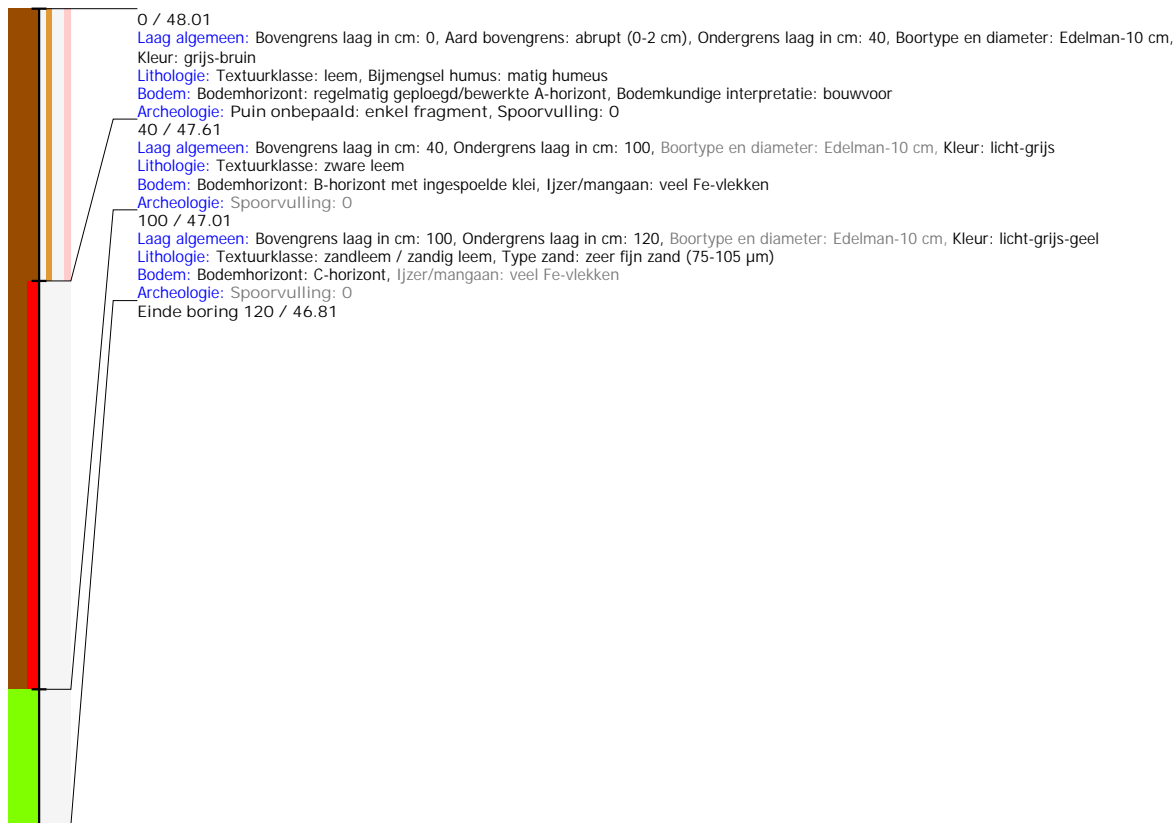 0 / 48.01
Laag algemeen: Bovengrens laag in cm: 0, Aard bovengrens: abrupt (0-2 cm), Ondergrens laag in cm: 40, Boortype en diameter: Edelman-10 cm,
Kleur: grijs-bruin
Lithologie: Textuurklasse: leem, Bijmengsel humus: matig humeus
Bodem: Bodemhorizont: regelmatig geploegd/bewerkte A-horizont, Bodemkundige interpretatie: bouwvoor
Archeologie: Puin onbepaald: enkel fragment, Spoorvulling: 0
40 / 47.61
Laag algemeen: Bovengrens laag in cm: 40, Ondergrens laag in cm: 100, Boortype en diameter: Edelman-10 cm, Kleur: licht-grijs
Lithologie: Textuurklasse: zware leem
Bodem: Bodemhorizont: B-horizont met ingespoelde klei, Ijzer/mangaan: veel Fe-vlekken
Archeologie: Spoorvulling: 0
100 / 47.01
Laag algemeen: Bovengrens laag in cm: 100, Ondergrens laag in cm: 120, Boortype en diameter: Edelman-10 cm, Kleur: licht-grijs-geel
Lithologie: Textuurklasse: zandleem / zandig leem, Type zand: zeer fijn zand (75-105 µm)
Bodem: Bodemhorizont: C-horizont, Ijzer/mangaan: veel Fe-vlekken
Archeologie: Spoorvulling: 0
Einde boring 120 / 46.81